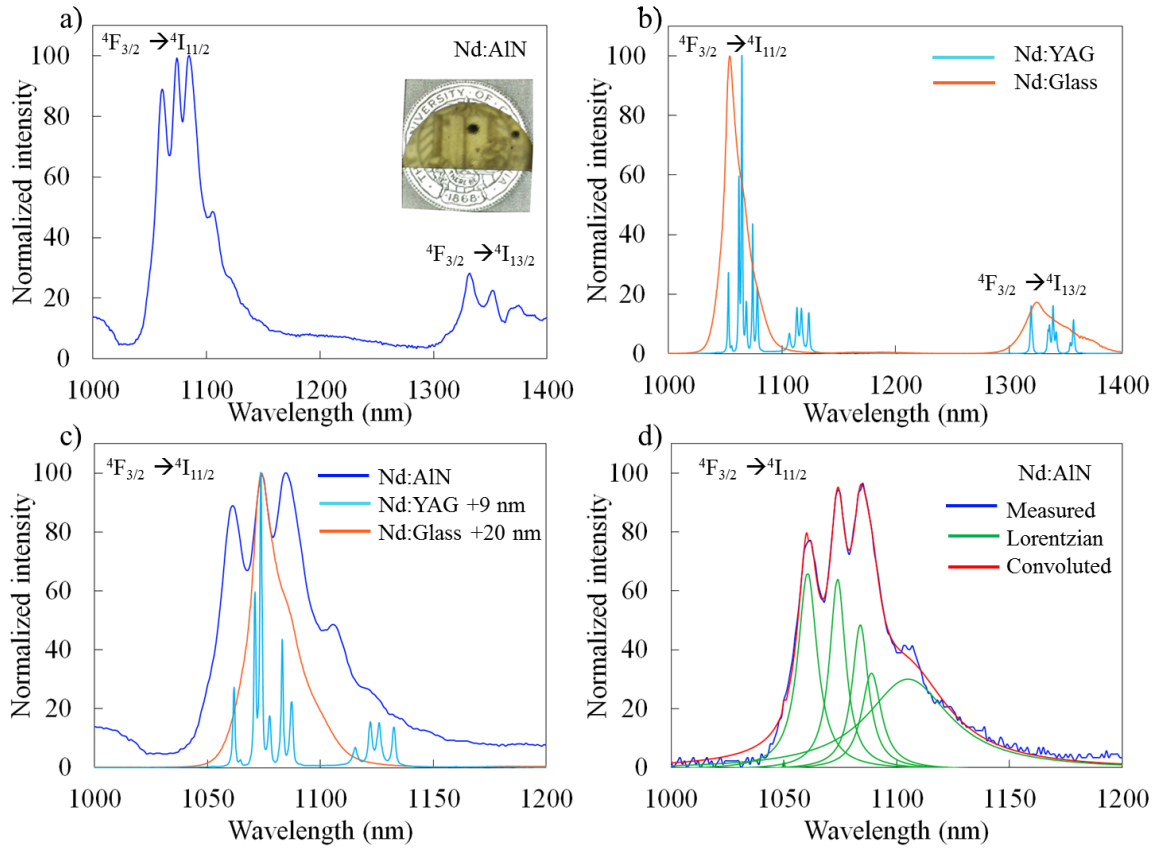 a)
⁴F₃/₂ →⁴I₁₁/₂
Nd:AlN
⁴F₃/₂ →⁴I₁₃/₂
Normalized intensity
100
80
60
40
20
0
1000 1100 1200 1300 1400
Wavelength (nm)
1868
b)
⁴F₃/₂ →⁴I₁₁/₂
Nd:YAG
Nd:Glass
⁴F₃/₂ →⁴I₁₃/₂
Normalized intensity
100
80
60
40
20
0
1000 1100 1200 1300 1400
Wavelength (nm)
c)
⁴F₃/₂ →⁴I₁₁/₂
Nd:AlN
Nd:YAG +9 nm
Nd:Glass +20 nm
Normalized intensity
100
80
60
40
20
0
1000 1050 1100 1150 1200
Wavelength (nm)
d)
⁴F₃/₂ →⁴I₁₁/₂
Nd:AlN
Measured
Lorentzian
Convoluted
Normalized intensity
100
80
60
40
20
0
1000 1050 1100 1150 1200
Wavelength (nm)